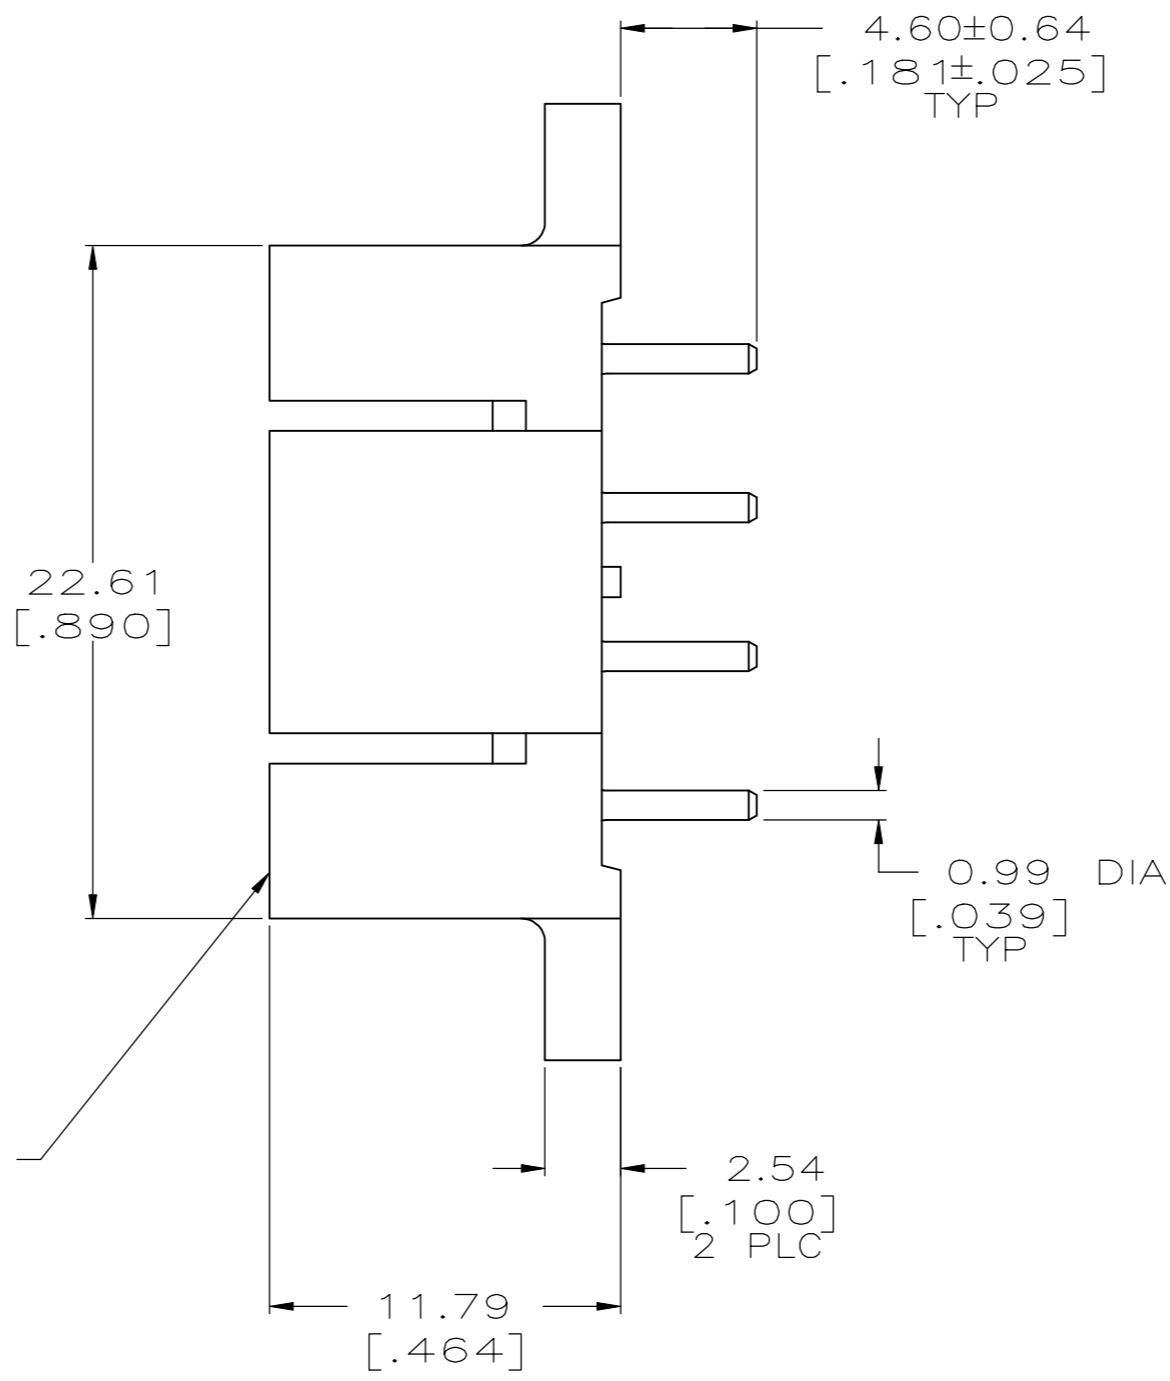 4.60±0.64
[.181±.025]
TYP
22.61
[.890]
0.99 DIA
[.039]
TYP
2.54
[.100]
2 PLC
11.79
[.464]